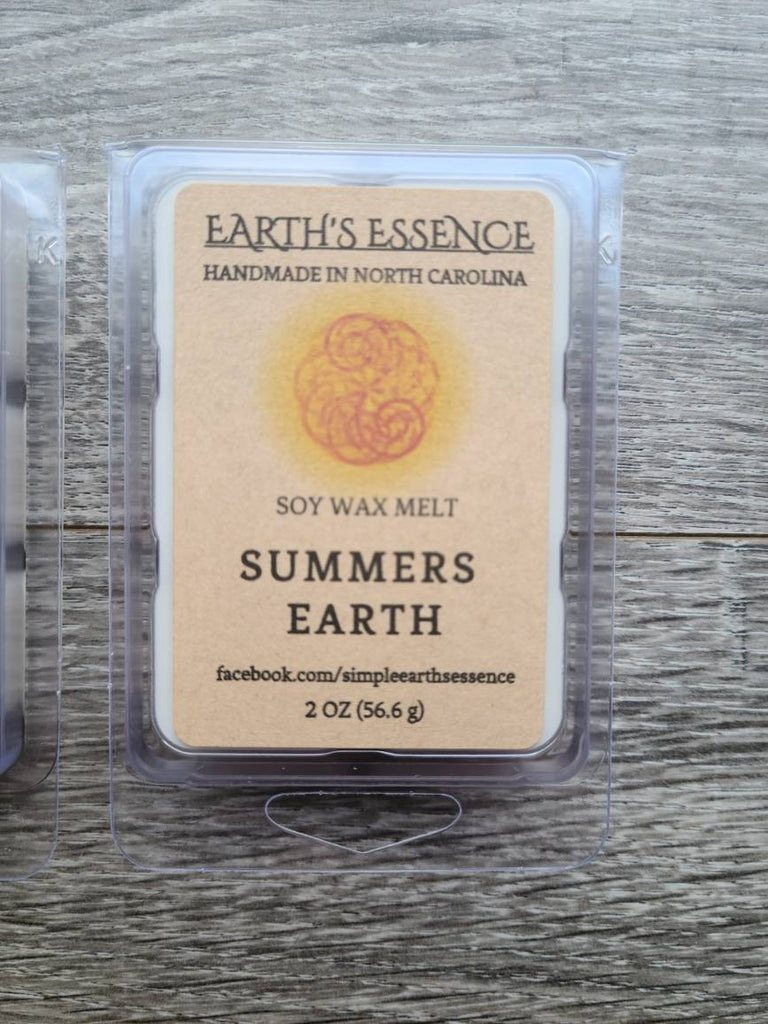 EARTH'S ESSENCE
HANDMADE IN NORTH CAROLINA
SOY WAX MELT
SUMMERS
EARTH
facebook.com/simpleearthsessence
2 OZ (56.6 g)